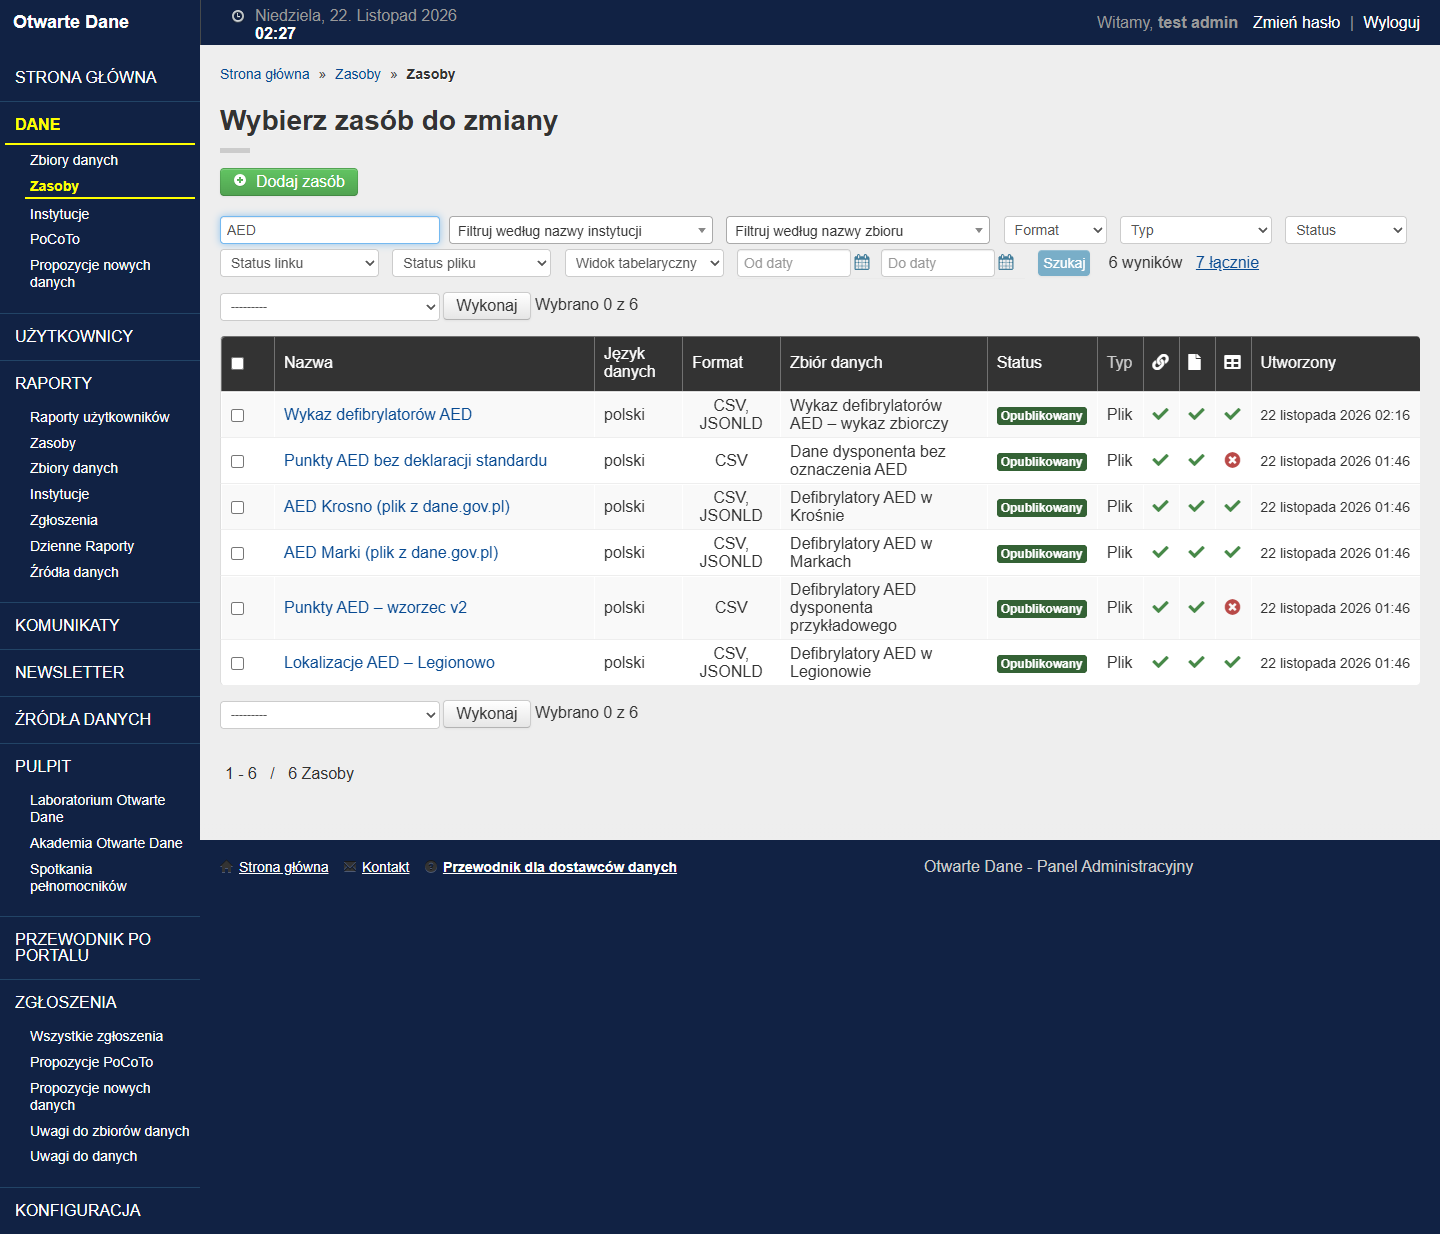 Otwarte Dane
Niedziela, 22. Listopad 2026
02:27
Witamy, test admin Zmień hasło | Wyloguj
STRONA GŁÓWNA
DANE
Zbiory danych
Zasoby
Instytucje
PoCoTo
Propozycje nowych
danych
UŻYTKOWNICY
RAPORTY
Raporty użytkowników
Zasoby
Zbiory danych
Instytucje
Zgłoszenia
Dzienne Raporty
Źródła danych
KOMUNIKATY
NEWSLETTER
ŹRÓDŁA DANYCH
PULPIT
Laboratorium Otwarte
Dane
Akademia Otwarte Dane
Spotkania
pełnomocników
PRZEWODNIK PO
PORTALU
ZGŁOSZENIA
Wszystkie zgłoszenia
Propozycje PoCoTo
Propozycje nowych
danych
Uwagi do zbiorów danych
Uwagi do danych
KONFIGURACJA
Strona główna » Zasoby » Zasoby
Wybierz zasób do zmiany
Dodaj zasób
AED Filtruj według nazwy instytucji Filtruj według nazwy zbioru Format Typ Status
Status linku Status pliku Widok tabelaryczny Od daty Do daty Szukaj 6 wyników 7 łącznie
--------- Wykonaj Wybrano 0 z 6
Nazwa Język danych Format Zbiór danych Status Typ Utworzony
Wykaz defibrylatorów AED polski CSV, JSONLD Wykaz defibrylatorów AED – wykaz zbiorczy Opublikowany Plik 22 listopada 2026 02:16
Punkty AED bez deklaracji standardu polski CSV Dane dysponenta bez oznaczenia AED Opublikowany Plik 22 listopada 2026 01:46
AED Krosno (plik z dane.gov.pl) polski CSV, JSONLD Defibrylatory AED w Krośnie Opublikowany Plik 22 listopada 2026 01:46
AED Marki (plik z dane.gov.pl) polski CSV, JSONLD Defibrylatory AED w Markach Opublikowany Plik 22 listopada 2026 01:46
Punkty AED – wzorzec v2 polski CSV Defibrylatory AED dysponenta przykładowego Opublikowany Plik 22 listopada 2026 01:46
Lokalizacje AED – Legionowo polski CSV, JSONLD Defibrylatory AED w Legionowie Opublikowany Plik 22 listopada 2026 01:46
--------- Wykonaj Wybrano 0 z 6
1 - 6 / 6 Zasoby
Strona główna Kontakt Przewodnik dla dostawców danych Otwarte Dane - Panel Administracyjny